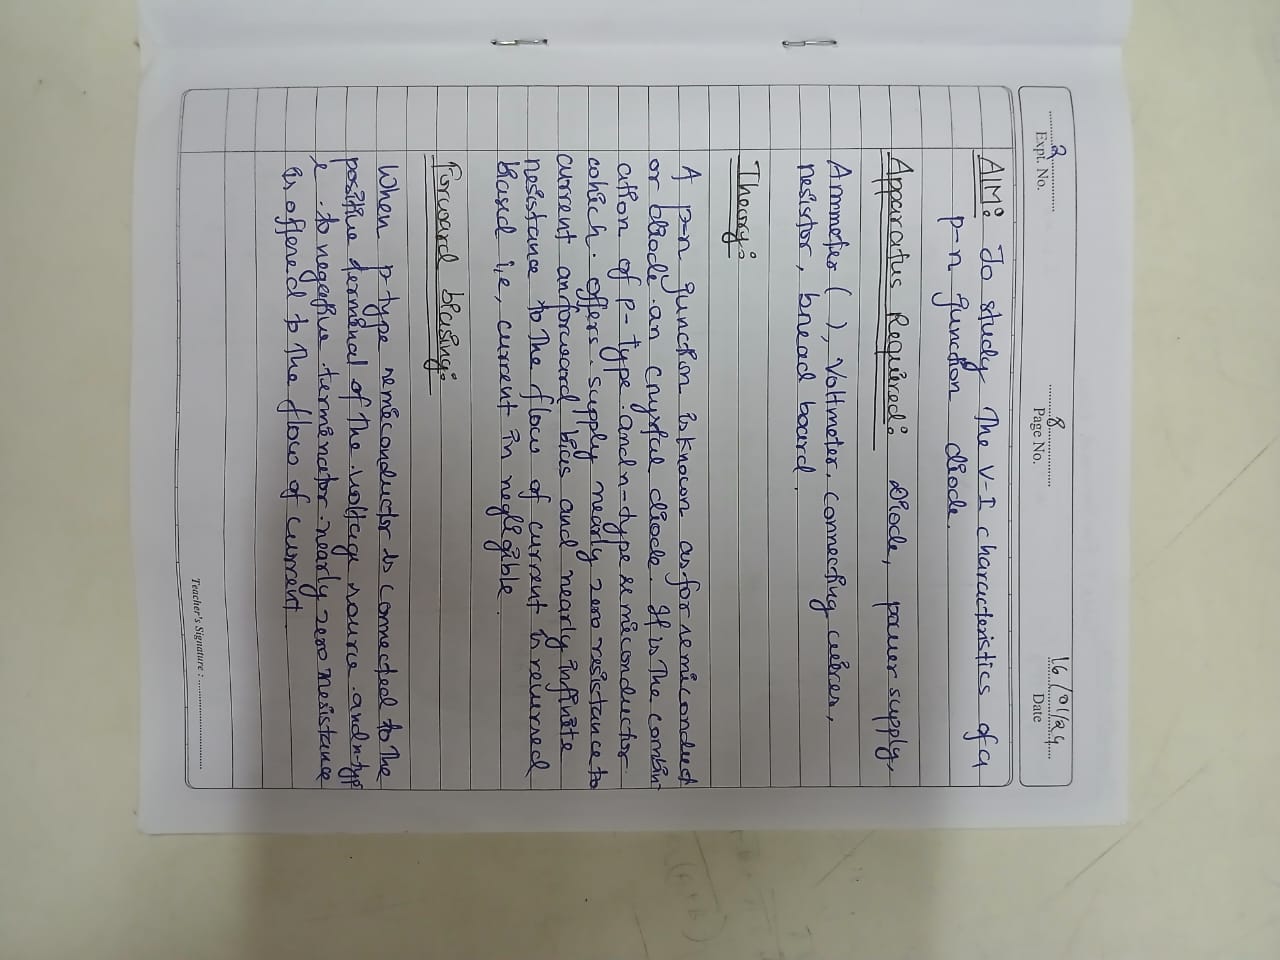 Expt. No. 2
Page No. 8
Date 16/01/24
AIM: To study The V-I characteristics of a
p-n junction diode.
Apparatus Required: Diode, power supply,
Ammeter ( ), Voltmeter, connecting wires,
resistor, bread board.
Theory:
A p-n junction is known as for semiconduct
or diode an crystal diode. It is The combin
ation of p-type and n-type semiconductor
which offers supply nearly zero resistance to
current an forward bias and nearly infinite
resistance to The flow of current is reversed
biased i,e, current in negligible.
Forward biasing:
When p type semiconductor is connected to The
positive terminal of The voltage source and n-typ
e to negative nearly zero resistance
is offered to The flow of current.
Teacher's Signature :